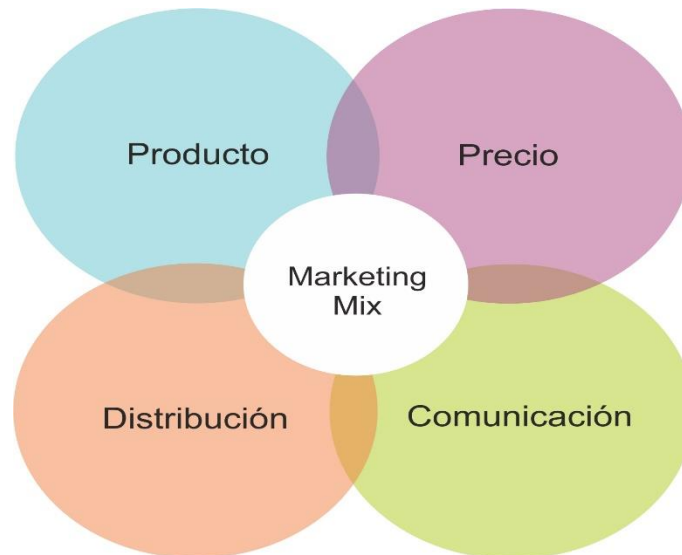 Producto
Precio
Marketing
Mix
Distribución
Comunicación